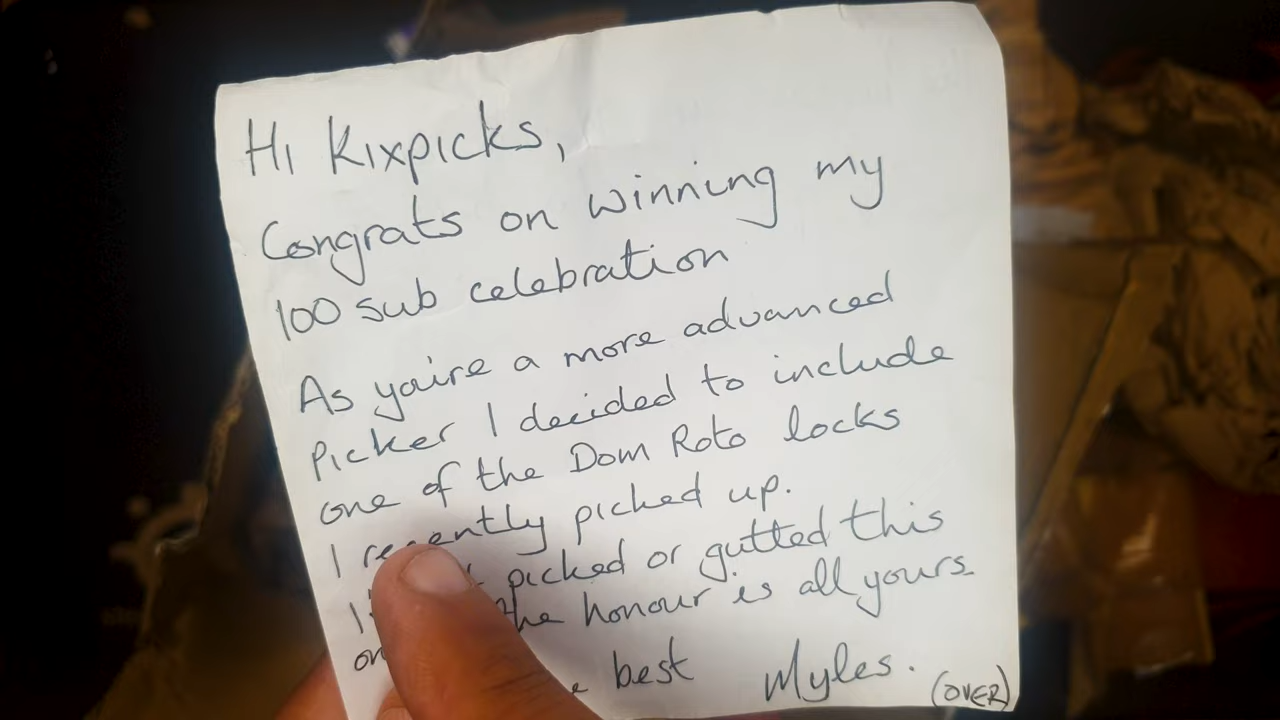 Hi Kixpicks,
Congrats on winning my
100 sub celebration
As you're a more advanced
Picker I decided to include
one of the Dom Roto locks
I recently picked up.
picked or gutted this
the honour is all yours
best Myles.
(OVER)